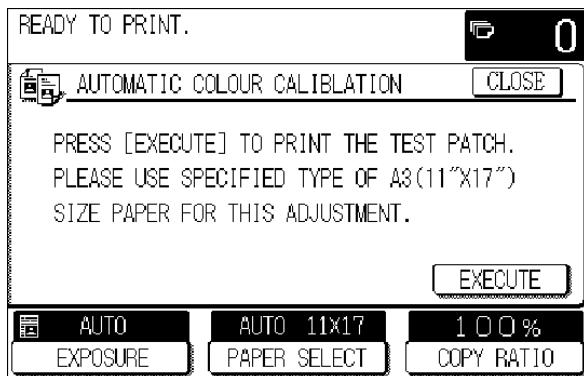 READY TO PRINT.
0
AUTOMATIC COLOUR CALIBLATION
CLOSE
PRESS [EXECUTE] TO PRINT THE TEST PATCH.
PLEASE USE SPECIFIED TYPE OF A3(11"X17")
SIZE PAPER FOR THIS ADJUSTMENT.
EXECUTE
AUTO
AUTO 11X17
100%
EXPOSURE
PAPER SELECT
COPY RATIO